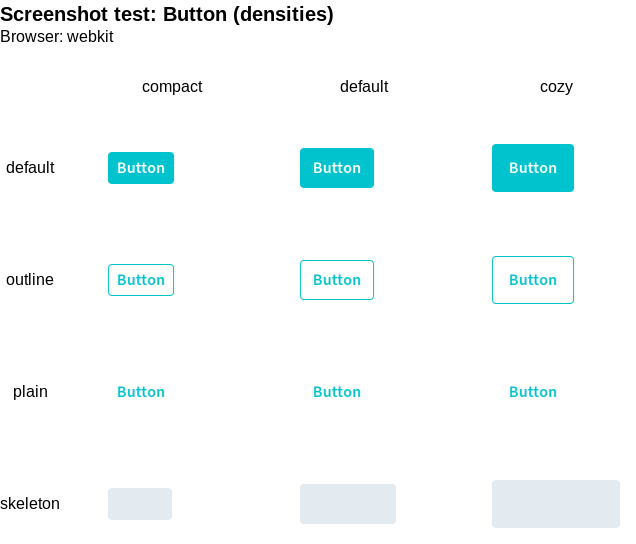 Screenshot test: Button (densities)
Browser: webkit
compact default cozy
default Button Button Button
outline Button Button Button
plain Button Button Button
skeleton